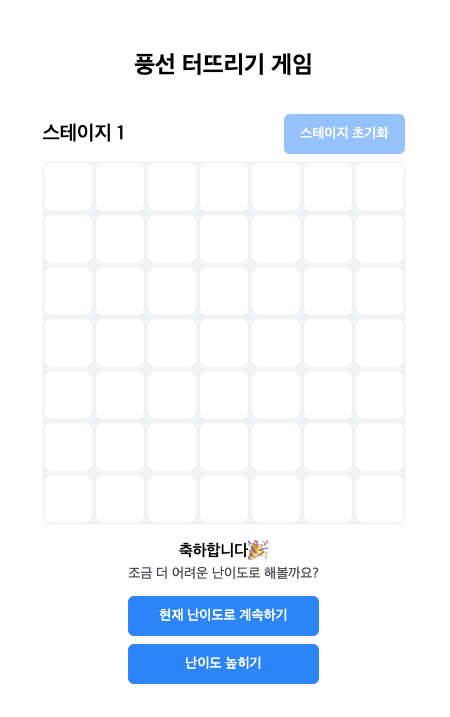 풍선 터뜨리기 게임
스테이지 1
스테이지 초기화
축하합니다🎉
조금 더 어려운 난이도로 해볼까요?
현재 난이도로 계속하기
난이도 높히기